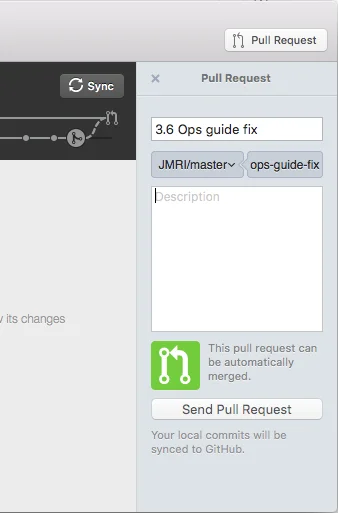 Pull Request
Sync
Pull Request
3.6 Ops guide fix
JMRI/master
ops-guide-fix
Description
its changes
This pull request can
be automatically
merged.
Send Pull Request
Your local commits will be
synced to GitHub.